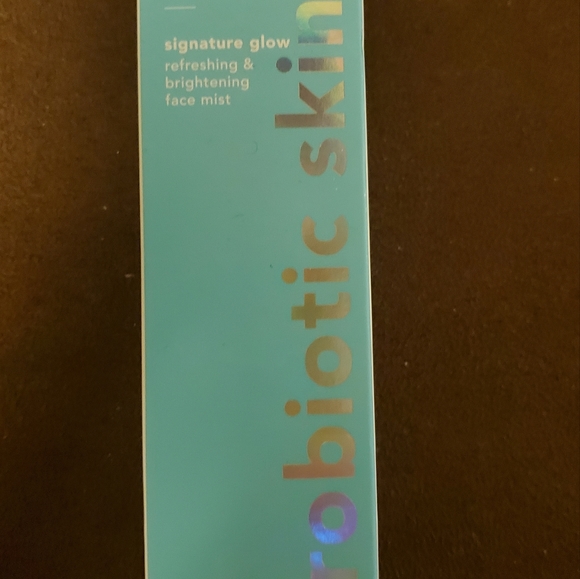 signature glow
refreshing &
brightening
face mist
robiotic skin